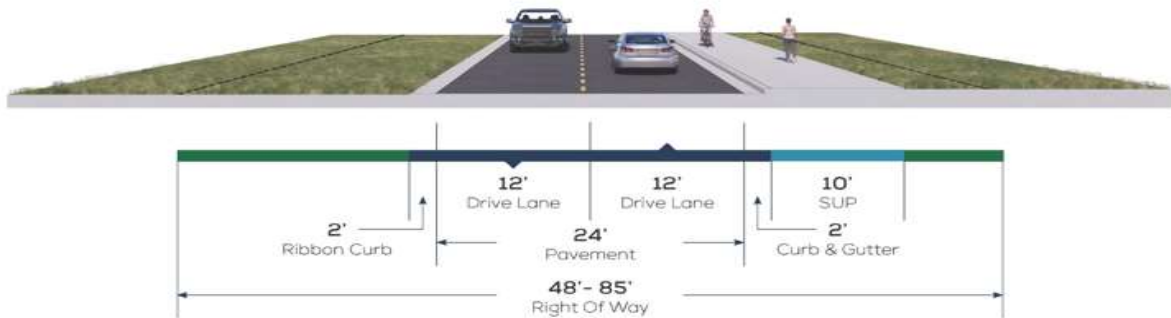 12'
Drive Lane
12'
Drive Lane
10'
SUP
2'
Ribbon Curb
24'
Pavement
2'
Curb & Gutter
48'- 85'
Right Of Way